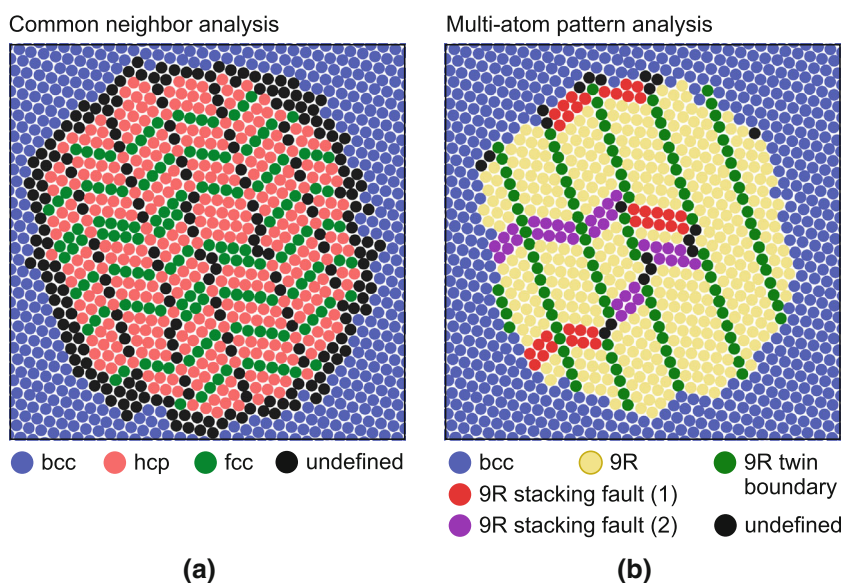 Common neighbor analysis
Multi-atom pattern analysis
bcc
hcp
fcc
undefined
bcc
9R
9R twin
boundary
9R stacking fault (1)
9R stacking fault (2)
undefined
(a)
(b)